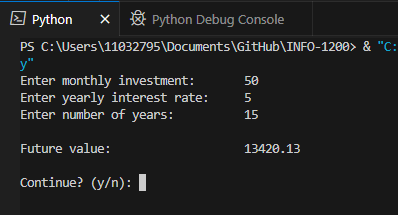 Python
Python Debug Console
PS C:\Users\11032795\Documents\GitHub\INFO-1200> & "C:
y"
Enter monthly investment: 50
Enter yearly interest rate: 5
Enter number of years: 15
Future value: 13420.13
Continue? (y/n):